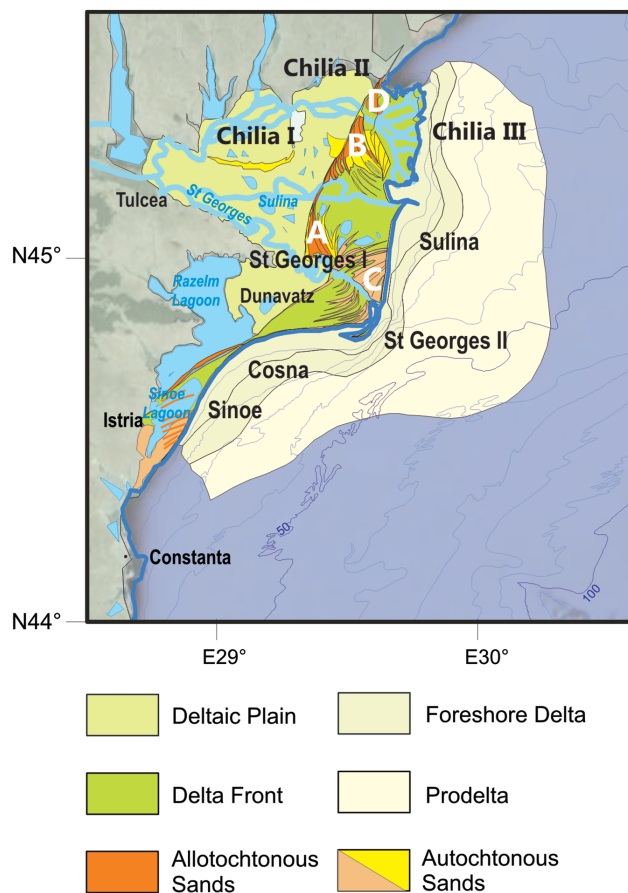 Chilia II
D
Chilia I
B
Chilia III
Tulcea
St Georges
Sulina
A
Sulina
N45°
St Georges I
Razelm
Lagoon
Dunavatz
C
St Georges II
Cosna
Sinoe
Lagoon
Istria
Sinoe
50
Constanta
100
N44°
E29°
E30°
Deltaic Plain
Foreshore Delta
Delta Front
Prodelta
Allotochtonous
Sands
Autochtonous
Sands